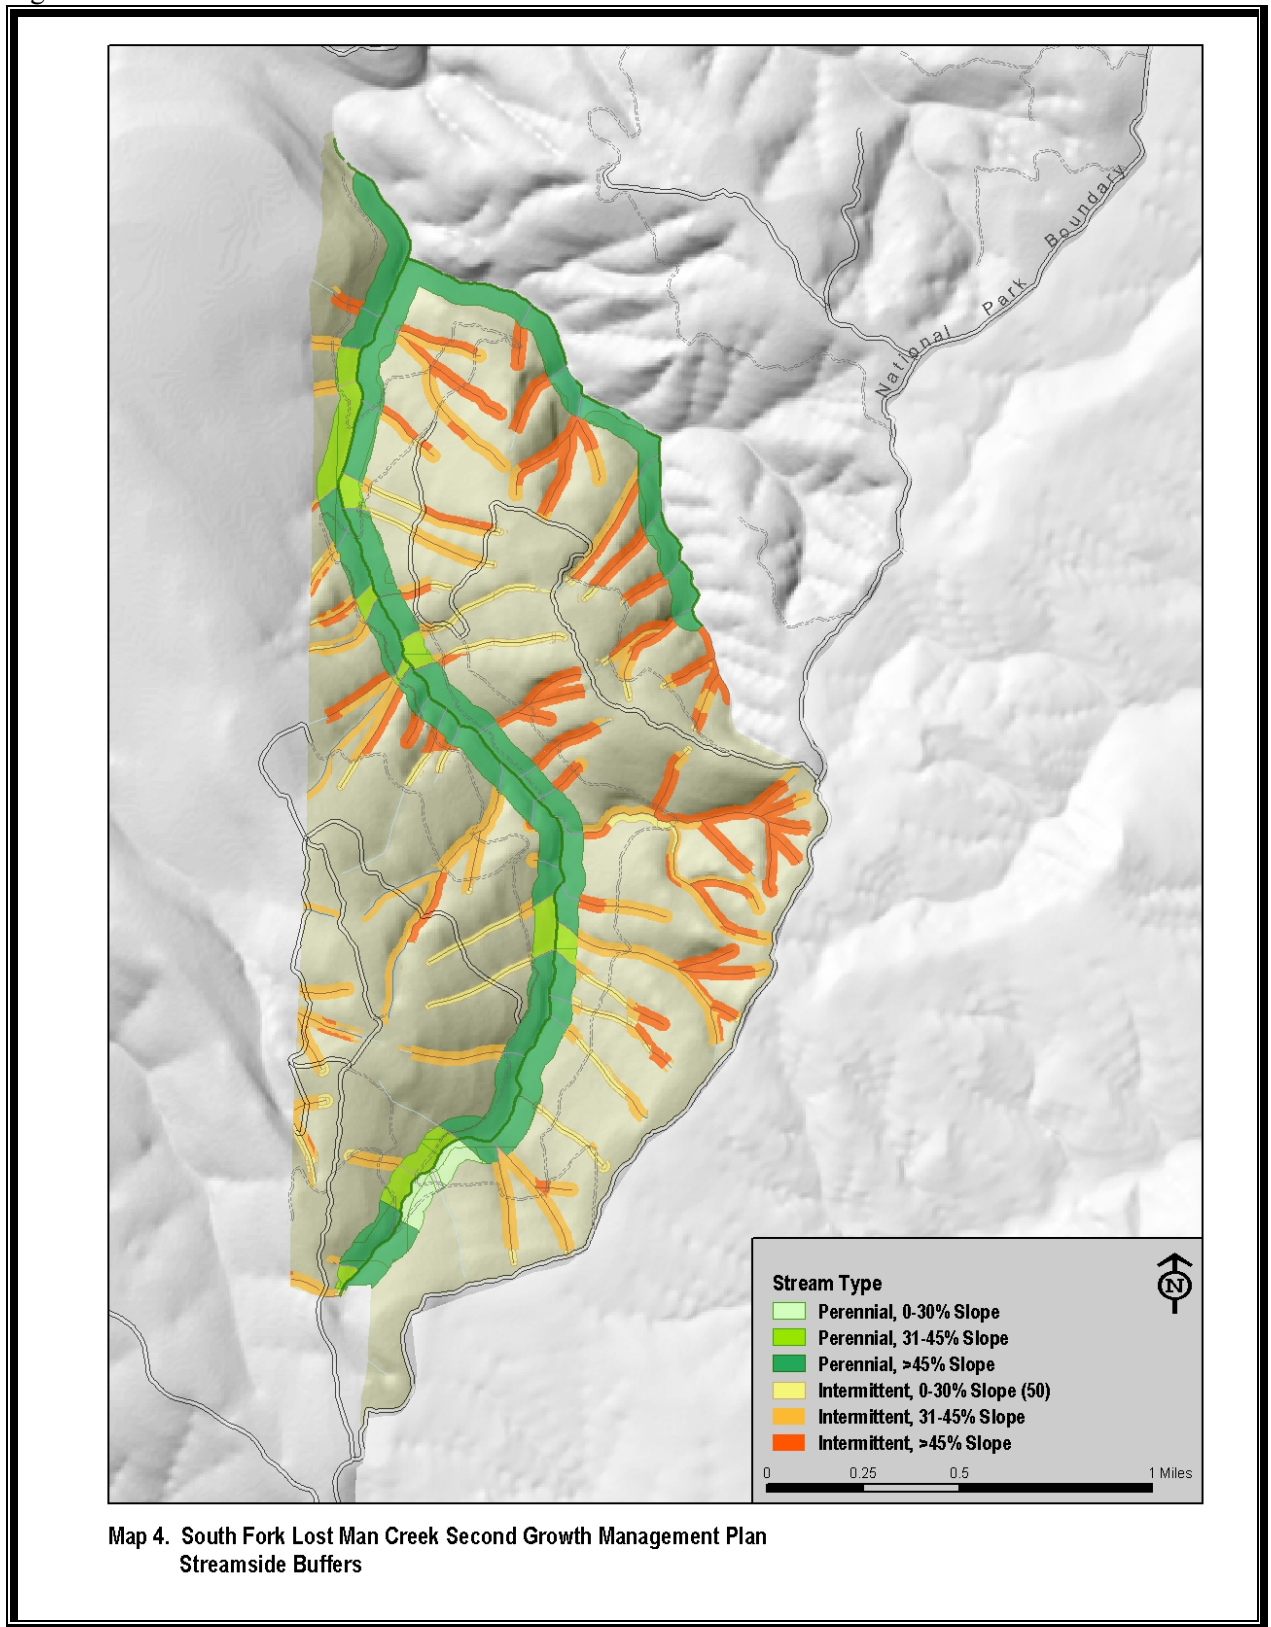 National Park Boundary
Stream Type
N
Perennial, 0-30% Slope
Perennial, 31-45% Slope
Perennial, >45% Slope
Intermittent, 0-30% Slope (50)
Intermittent, 31-45% Slope
Intermittent, >45% Slope
0 0.25 0.5 1 Miles
Map 4. South Fork Lost Man Creek Second Growth Management Plan
Streamside Buffers